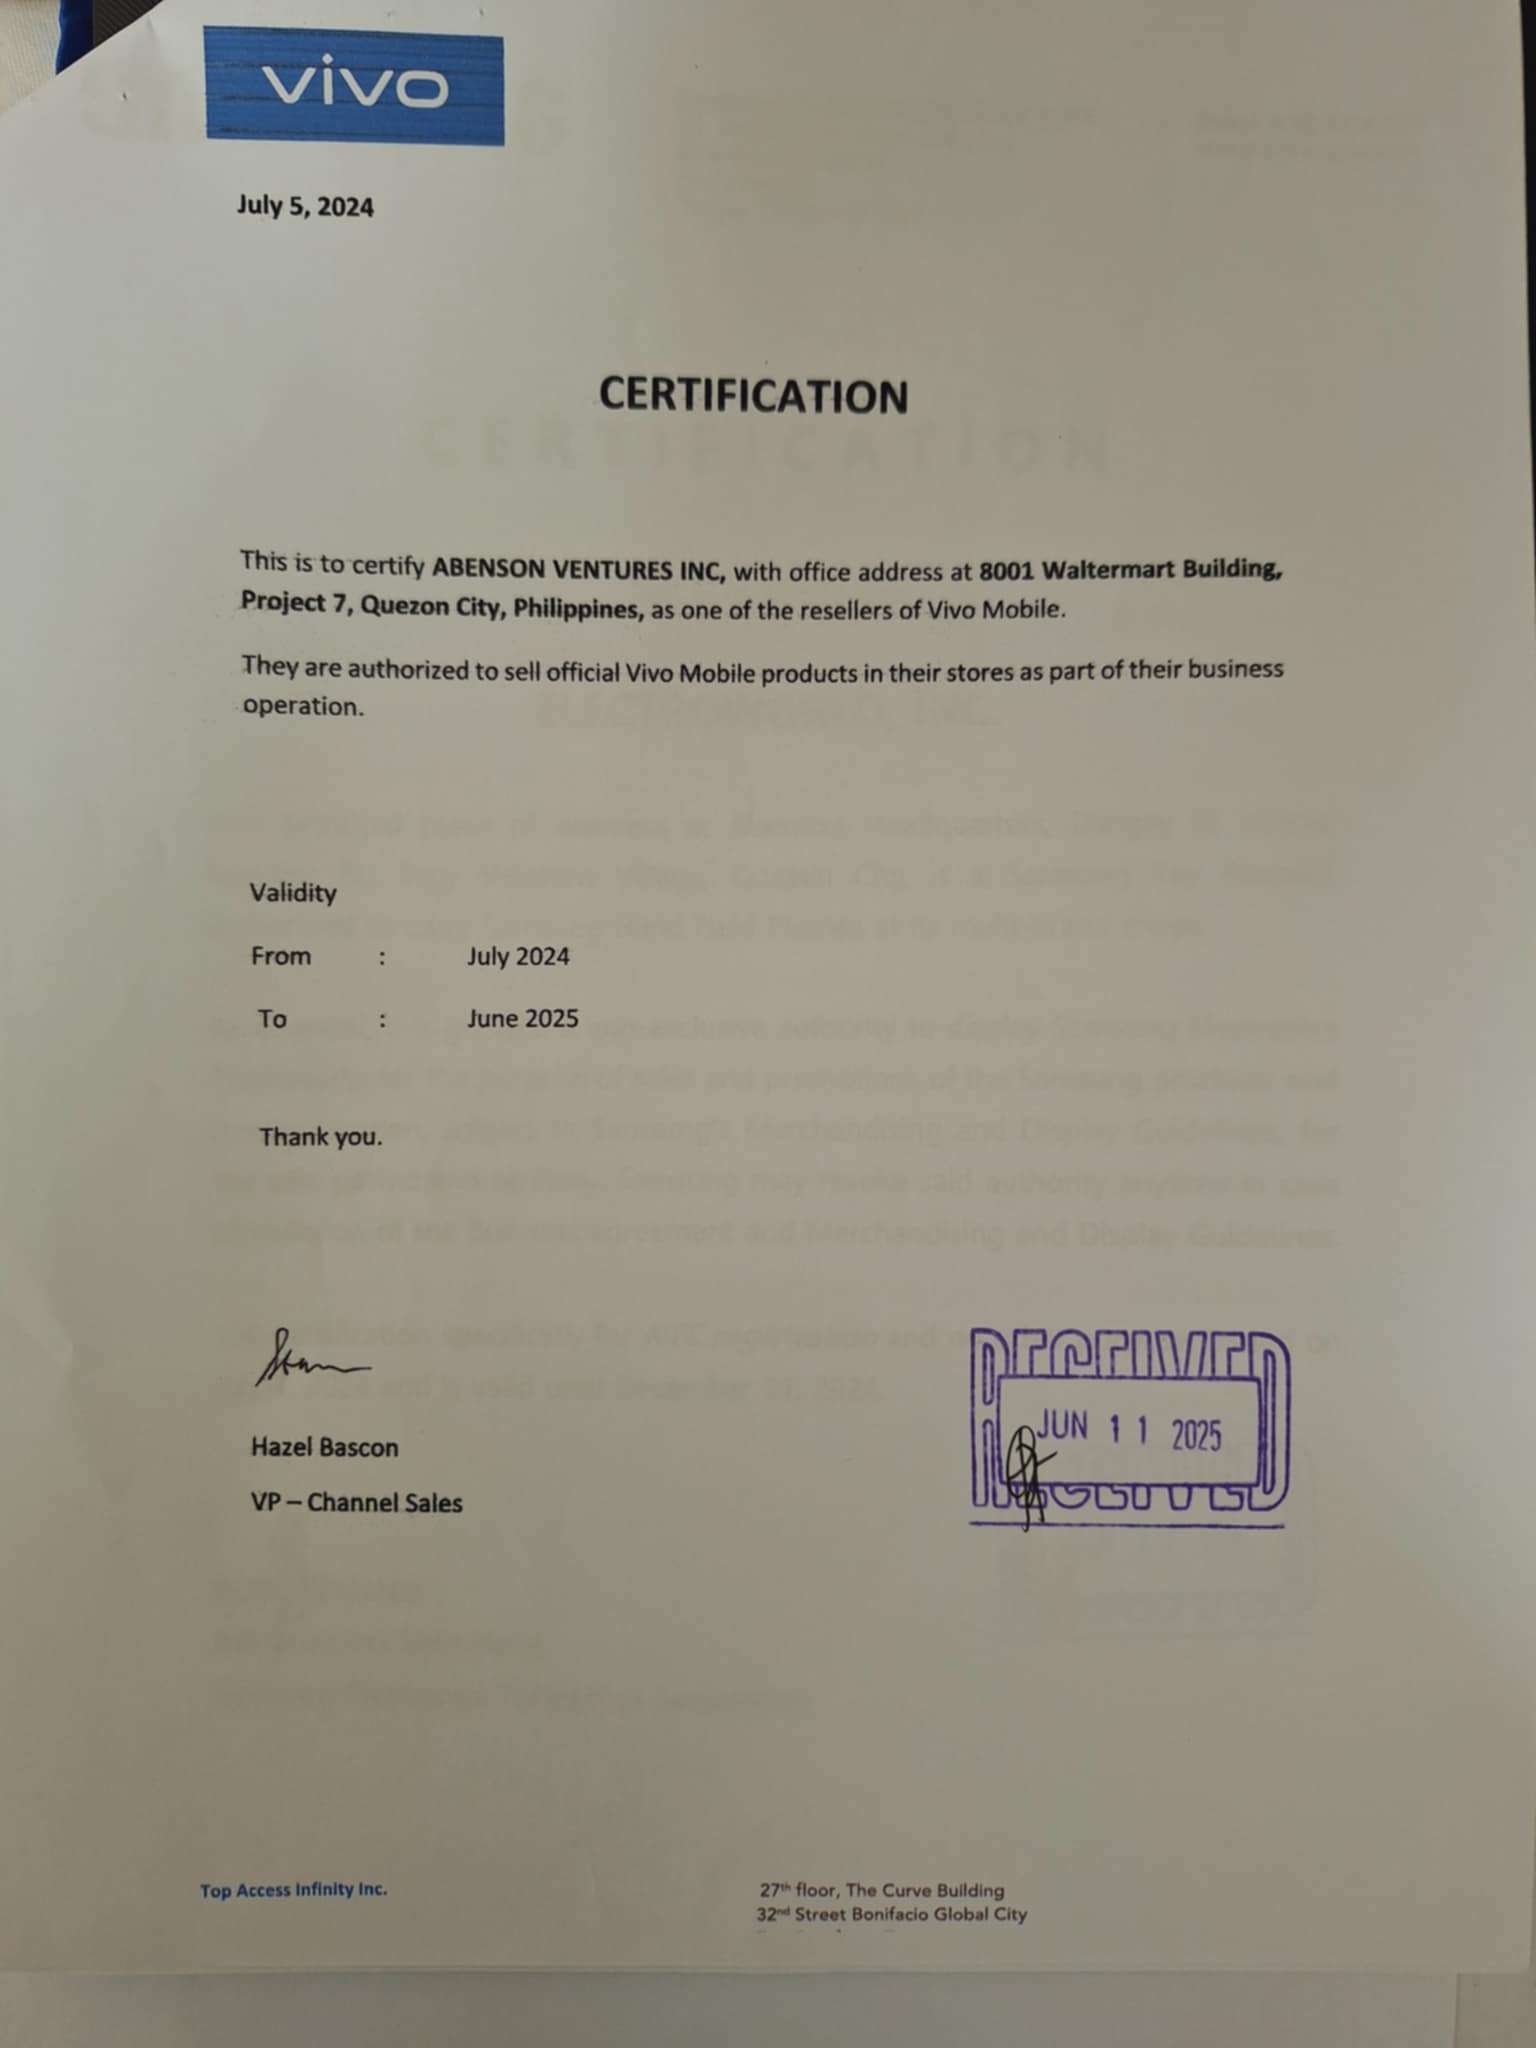 vivo
July 5, 2024
CERTIFICATION
This is to certify ABENSON VENTURES INC, with office address at 8001 Waltermart Building,
Project 7, Quezon City, Philippines, as one of the resellers of Vivo Mobile.
They are authorized to sell official Vivo Mobile products in their stores as part of their business
operation.
Validity
From : July 2024
To : June 2025
Thank you.
Hazel Bascon
VP – Channel Sales
RECEIVED
JUN 11 2025
RECEIVED
Top Access Infinity Inc.
27th floor, The Curve Building
32nd Street Bonifacio Global City